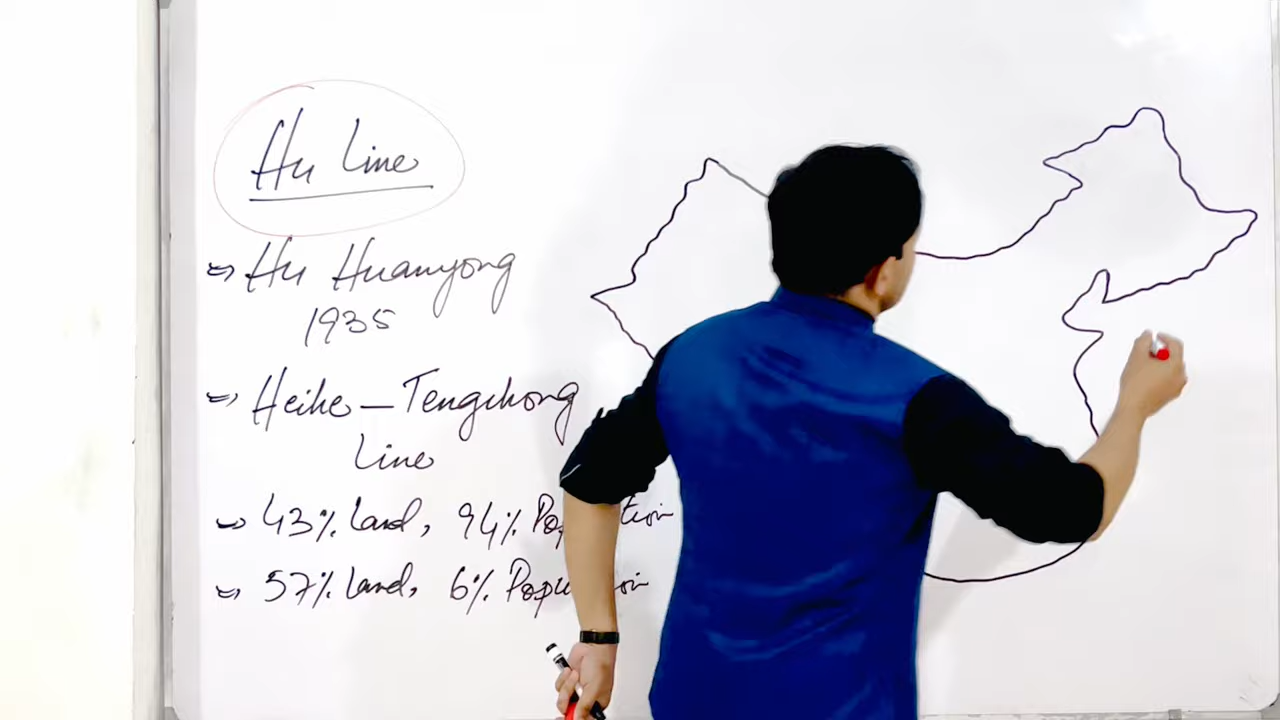 Hu Line
⇒ Hu Huanyong
1935
⇒ Heihe – Tengchong
Line
⇒ 43% Land, 94%
⇒ 57% Land, 6%